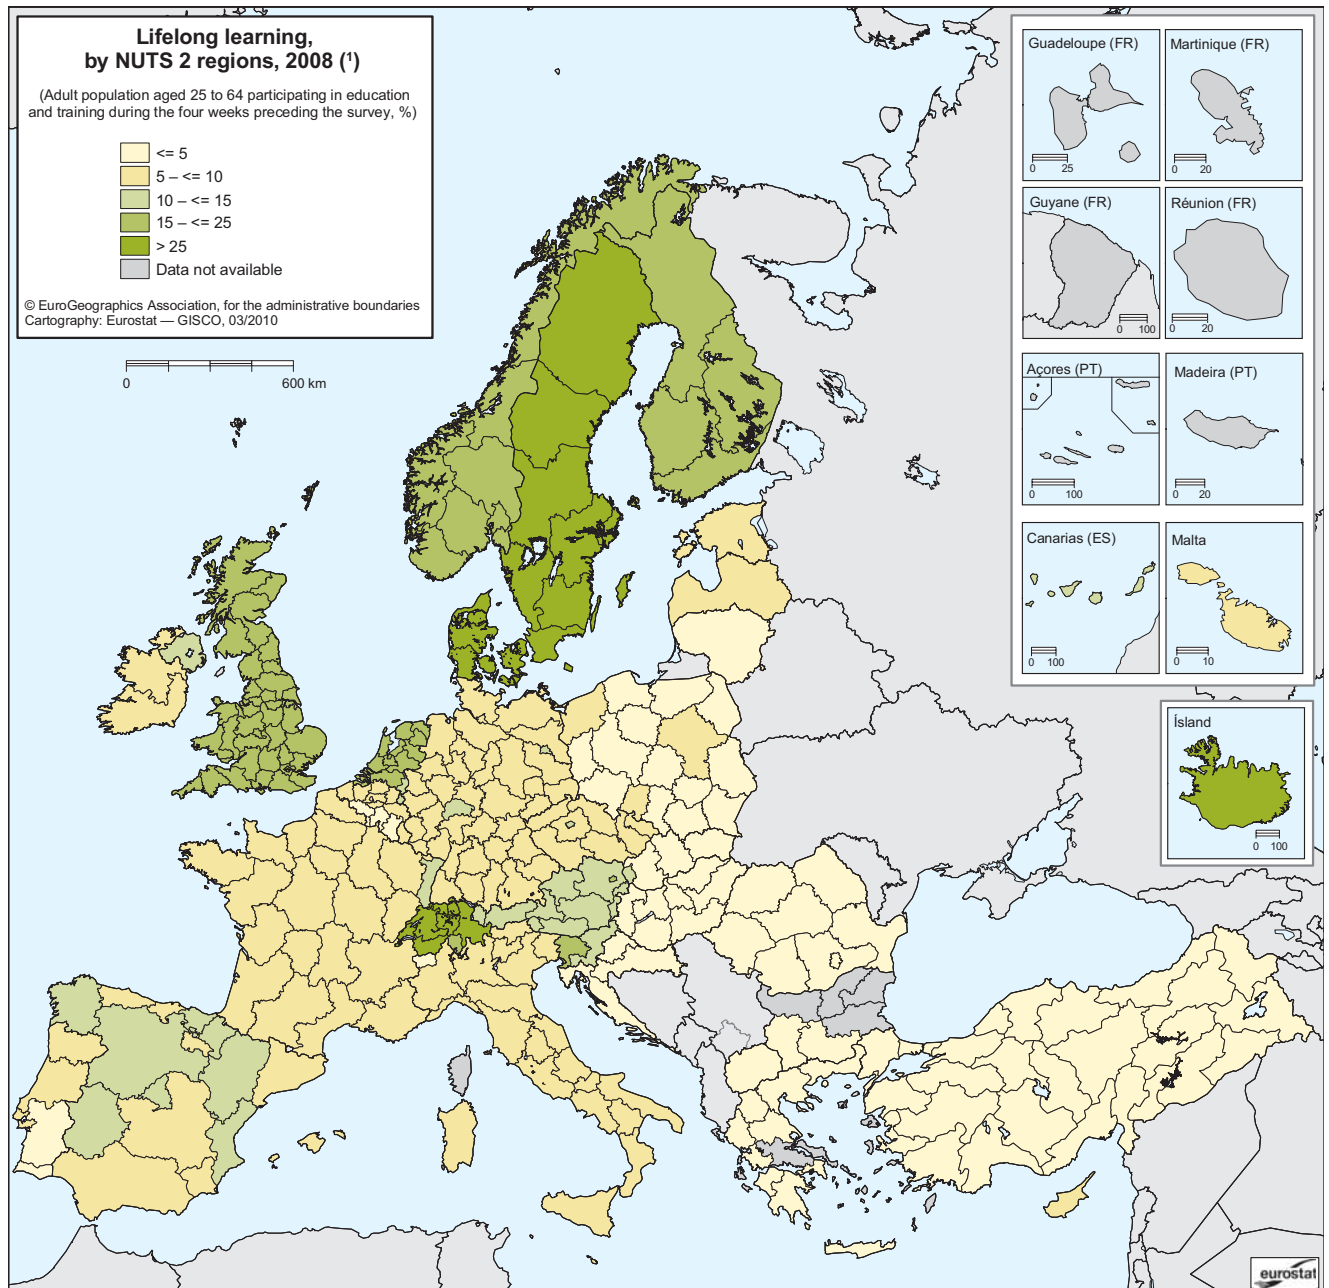 Lifelong learning,
by NUTS 2 regions, 2008 (¹)
(Adult population aged 25 to 64 participating in education
and training during the four weeks preceding the survey, %)
<= 5
5 – <= 10
10 – <= 15
15 – <= 25
> 25
Data not available
© EuroGeographics Association, for the administrative boundaries
Cartography: Eurostat — GISCO, 03/2010
0 600 km
Guadeloupe (FR)
0 25
Martinique (FR)
0 20
Guyane (FR)
0 100
Réunion (FR)
0 20
Açores (PT)
0 100
Madeira (PT)
0 20
Canarias (ES)
0 100
Malta
0 10
Ísland
0 100
eurostat